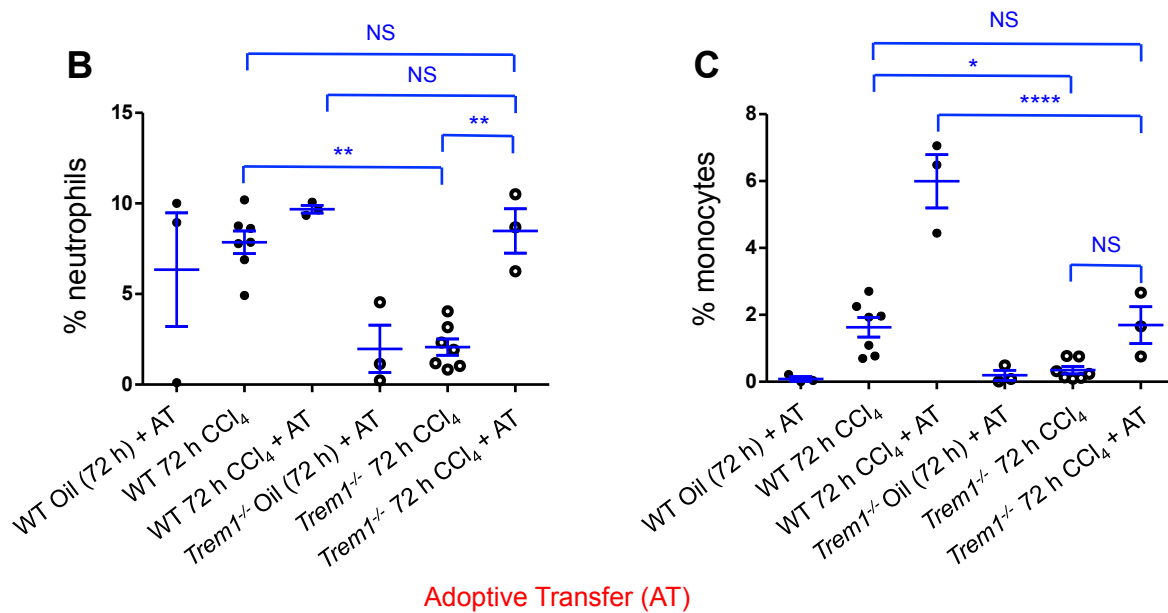 B
NS
NS
**
**
% neutrophils
15
10
5
0
WT Oil (72 h) + AT
WT 72 h CCl₄
WT 72 h CCl₄ + AT
Trem1⁻/⁻ Oil (72 h) + AT
Trem1⁻/⁻ 72 h CCl₄
Trem1⁻/⁻ 72 h CCl₄ + AT
C
NS
*
****
NS
% monocytes
8
6
4
2
0
WT Oil (72 h) + AT
WT 72 h CCl₄
WT 72 h CCl₄ + AT
Trem1⁻/⁻ Oil (72 h) + AT
Trem1⁻/⁻ 72 h CCl₄
Trem1⁻/⁻ 72 h CCl₄ + AT
Adoptive Transfer (AT)